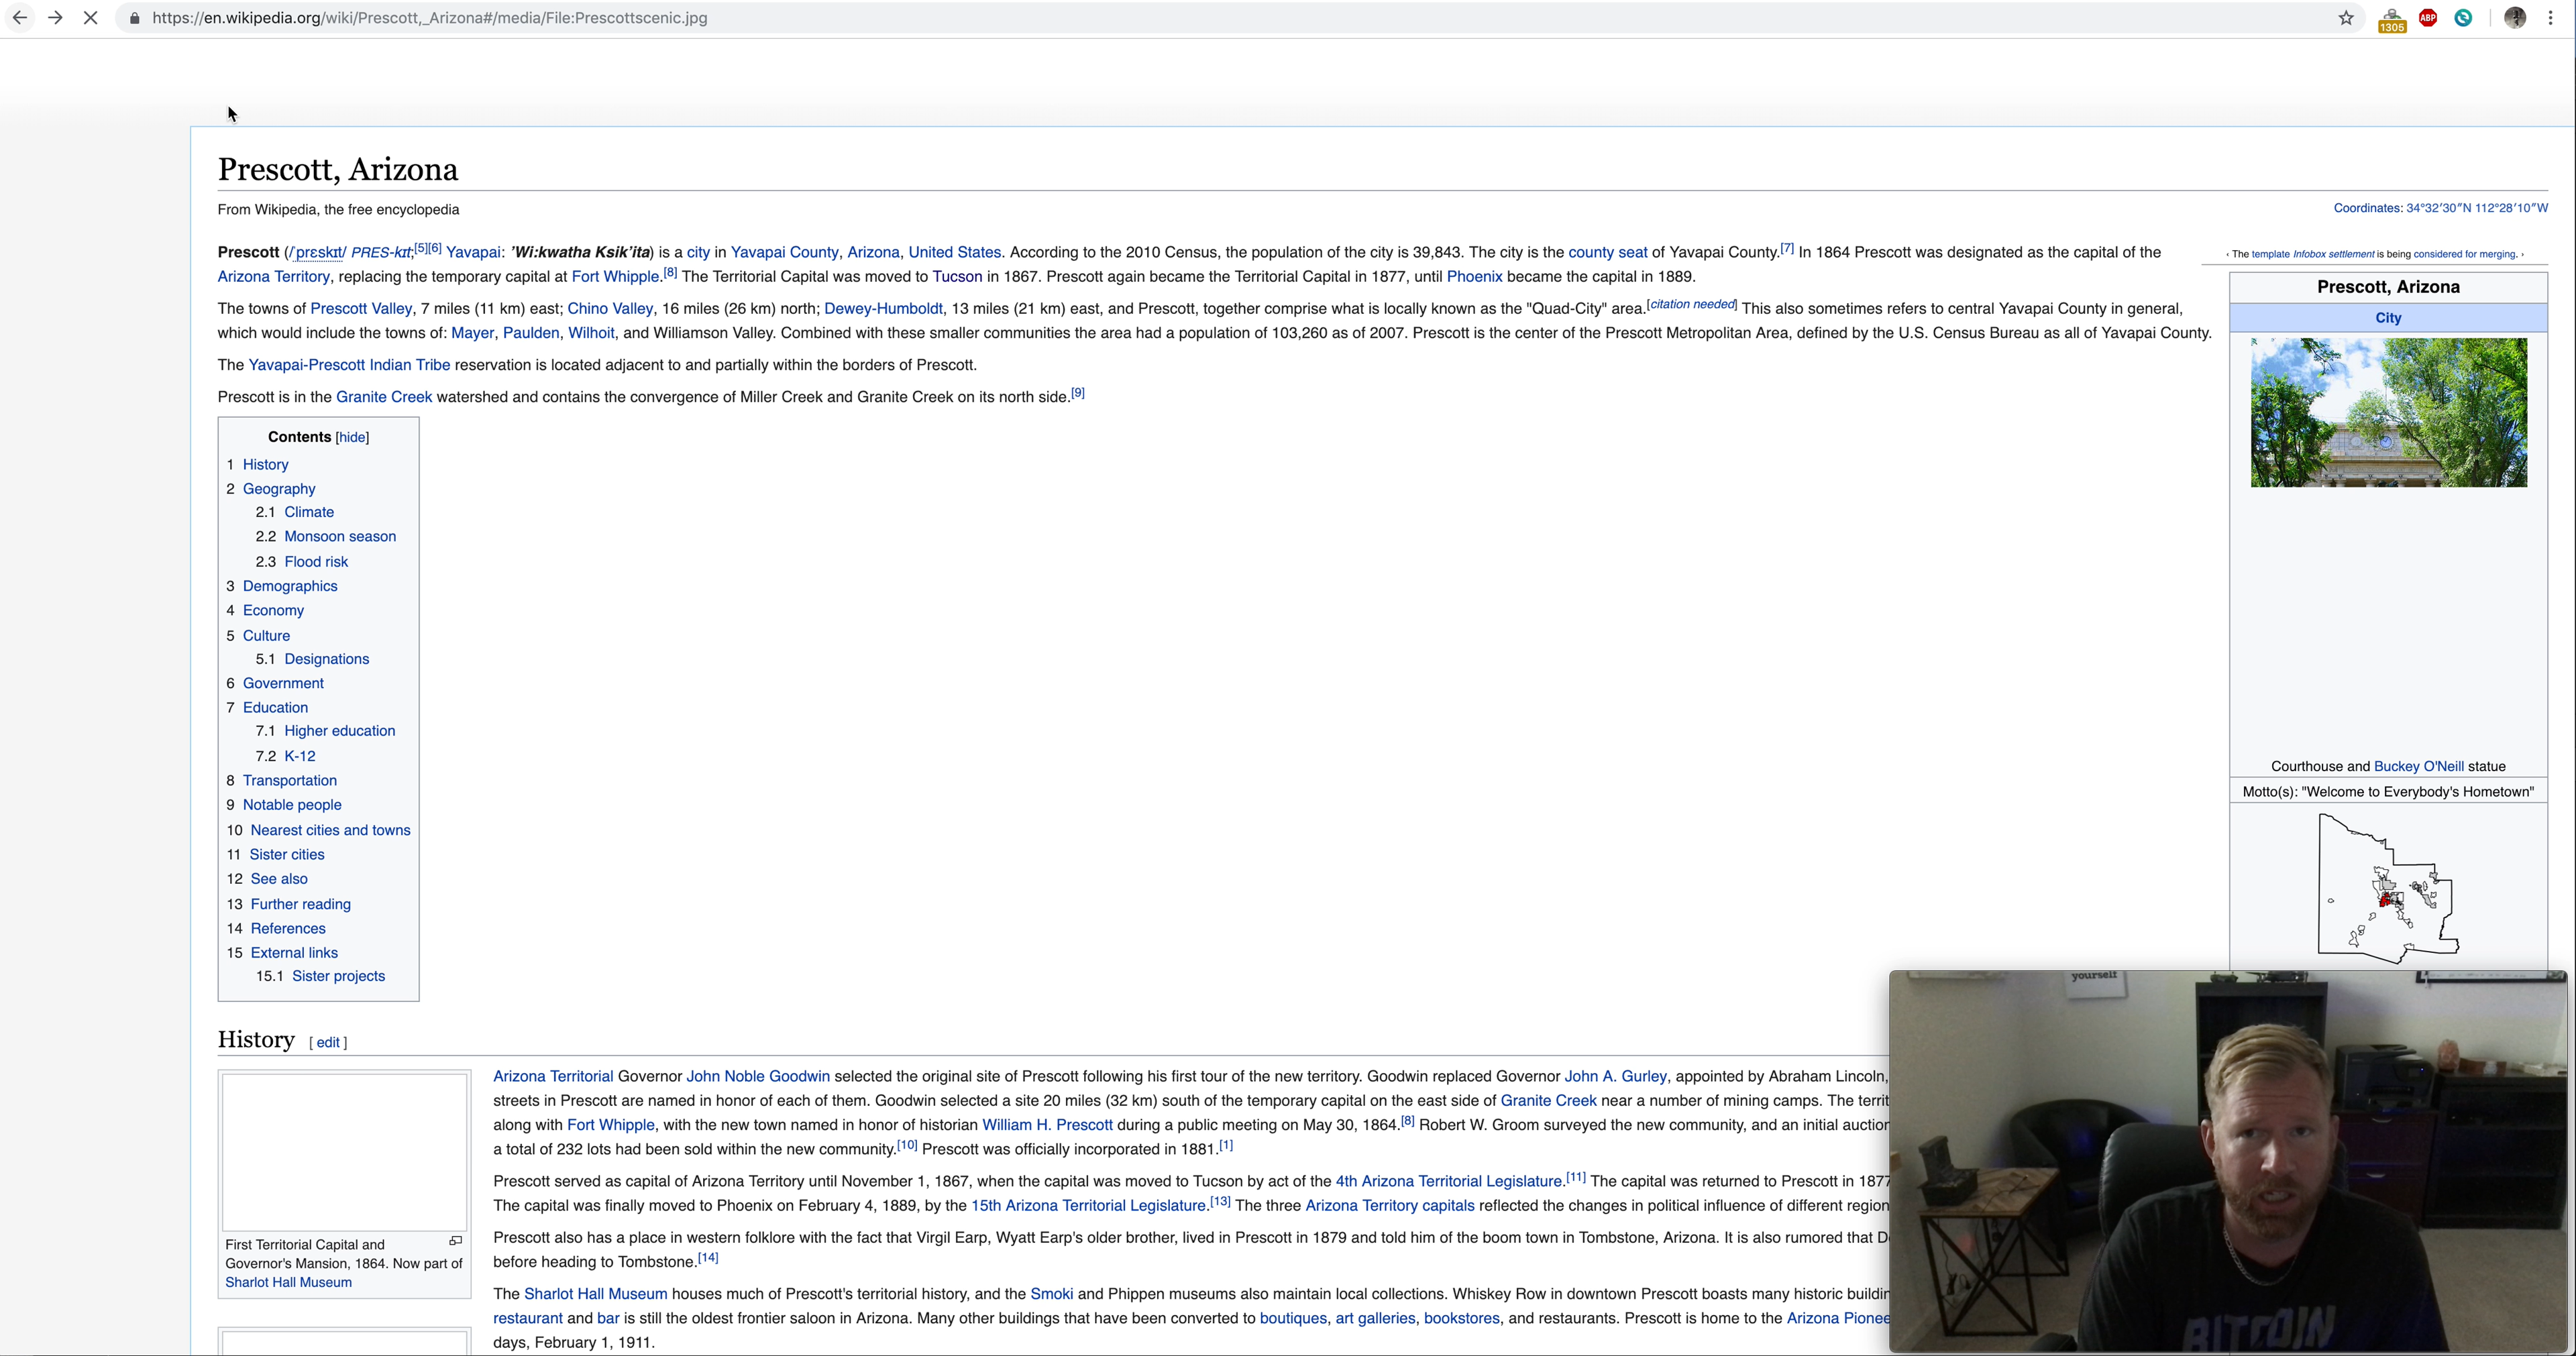 https://en.wikipedia.org/wiki/Prescott,_Arizona#/media/File:Prescottscenic.jpg
1305
ABP
Prescott, Arizona
From Wikipedia, the free encyclopedia
Coordinates: 34°32′30″N 112°28′10″W
Prescott (/ˈprɛskɪt/ PRES-kɪt;[5][6] Yavapai: ʼWi:kwatha Ksikʼita) is a city in Yavapai County, Arizona, United States. According to the 2010 Census, the population of the city is 39,843. The city is the county seat of Yavapai County.[7] In 1864 Prescott was designated as the capital of the
Arizona Territory, replacing the temporary capital at Fort Whipple.[8] The Territorial Capital was moved to Tucson in 1867. Prescott again became the Territorial Capital in 1877, until Phoenix became the capital in 1889.
The towns of Prescott Valley, 7 miles (11 km) east; Chino Valley, 16 miles (26 km) north; Dewey-Humboldt, 13 miles (21 km) east, and Prescott, together comprise what is locally known as the "Quad-City" area.[citation needed] This also sometimes refers to central Yavapai County in general,
which would include the towns of: Mayer, Paulden, Wilhoit, and Williamson Valley. Combined with these smaller communities the area had a population of 103,260 as of 2007. Prescott is the center of the Prescott Metropolitan Area, defined by the U.S. Census Bureau as all of Yavapai County.
The Yavapai-Prescott Indian Tribe reservation is located adjacent to and partially within the borders of Prescott.
Prescott is in the Granite Creek watershed and contains the convergence of Miller Creek and Granite Creek on its north side.[9]
‹ The template Infobox settlement is being considered for merging. ›
Prescott, Arizona
City
Courthouse and Buckey O'Neill statue
Motto(s): "Welcome to Everybody's Hometown"
Contents [hide]
1 History
2 Geography
2.1 Climate
2.2 Monsoon season
2.3 Flood risk
3 Demographics
4 Economy
5 Culture
5.1 Designations
6 Government
7 Education
7.1 Higher education
7.2 K-12
8 Transportation
9 Notable people
10 Nearest cities and towns
11 Sister cities
12 See also
13 Further reading
14 References
15 External links
15.1 Sister projects
History [ edit ]
First Territorial Capital and
Governor's Mansion, 1864. Now part of
Sharlot Hall Museum
Arizona Territorial Governor John Noble Goodwin selected the original site of Prescott following his first tour of the new territory. Goodwin replaced Governor John A. Gurley, appointed by Abraham Lincoln,
streets in Prescott are named in honor of each of them. Goodwin selected a site 20 miles (32 km) south of the temporary capital on the east side of Granite Creek near a number of mining camps. The territ
along with Fort Whipple, with the new town named in honor of historian William H. Prescott during a public meeting on May 30, 1864.[8] Robert W. Groom surveyed the new community, and an initial auction
a total of 232 lots had been sold within the new community.[10] Prescott was officially incorporated in 1881.[1]
Prescott served as capital of Arizona Territory until November 1, 1867, when the capital was moved to Tucson by act of the 4th Arizona Territorial Legislature.[11] The capital was returned to Prescott in 1877
The capital was finally moved to Phoenix on February 4, 1889, by the 15th Arizona Territorial Legislature.[13] The three Arizona Territory capitals reflected the changes in political influence of different region
Prescott also has a place in western folklore with the fact that Virgil Earp, Wyatt Earp's older brother, lived in Prescott in 1879 and told him of the boom town in Tombstone, Arizona. It is also rumored that D
before heading to Tombstone.[14]
The Sharlot Hall Museum houses much of Prescott's territorial history, and the Smoki and Phippen museums also maintain local collections. Whiskey Row in downtown Prescott boasts many historic buildin
restaurant and bar is still the oldest frontier saloon in Arizona. Many other buildings that have been converted to boutiques, art galleries, bookstores, and restaurants. Prescott is home to the Arizona Pionee
days, February 1, 1911.
yourself
BITCOIN